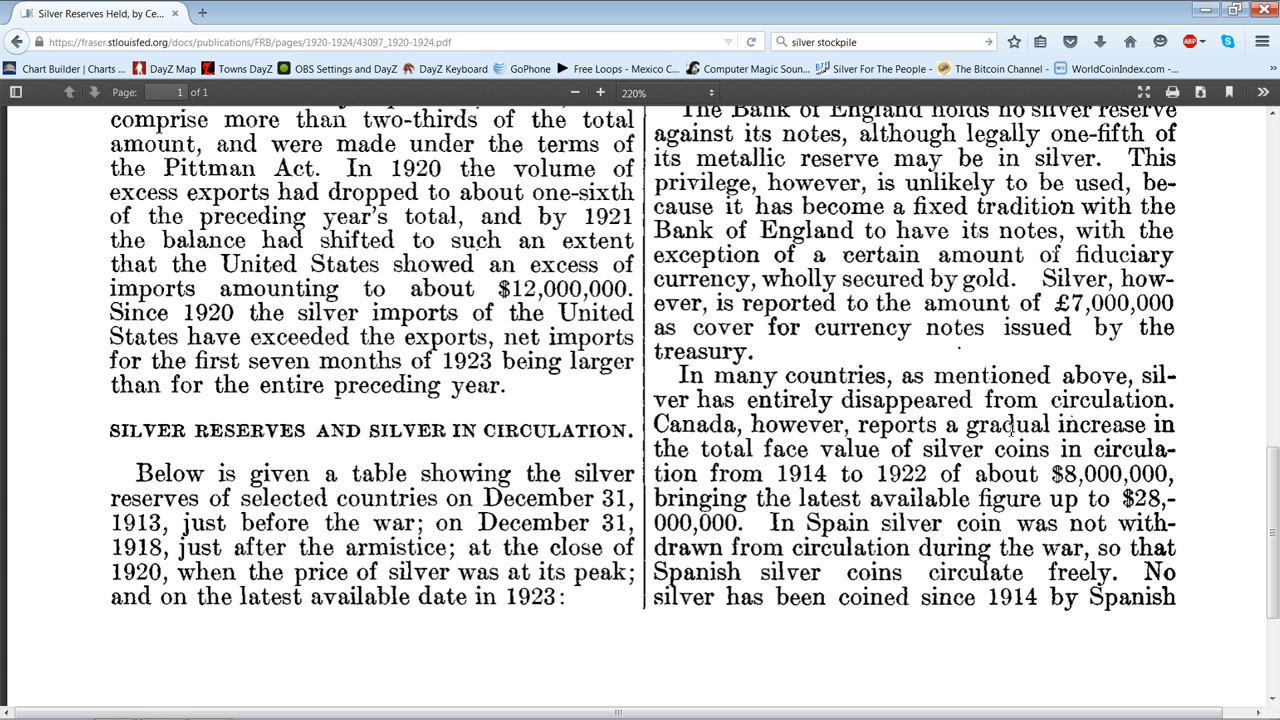 Silver Reserves Held, by Ce... ×
https://fraser.stlouisfed.org/docs/publications/FRB/pages/1920-1924/43097_1920-1924.pdf
silver stockpile
ABP
Chart Builder | Charts ...
DayZ Map
Towns DayZ
OBS Settings and DayZ
DayZ Keyboard
GoPhone
Free Loops - Mexico C...
Computer Magic Soun...
Silver For The People -
The Bitcoin Channel -
WorldCoinIndex.com -
Page: 1 of 1
220%
comprise more than two-thirds of the total
amount, and were made under the terms of
the Pittman Act. In 1920 the volume of
excess exports had dropped to about one-sixth
of the preceding year's total, and by 1921
the balance had shifted to such an extent
that the United States showed an excess of
imports amounting to about $12,000,000.
Since 1920 the silver imports of the United
States have exceeded the exports, net imports
for the first seven months of 1923 being larger
than for the entire preceding year.
SILVER RESERVES AND SILVER IN CIRCULATION.
Below is given a table showing the silver
reserves of selected countries on December 31,
1913, just before the war; on December 31,
1918, just after the armistice; at the close of
1920, when the price of silver was at its peak;
and on the latest available date in 1923:
The Bank of England holds no silver reserve
against its notes, although legally one-fifth of
its metallic reserve may be in silver. This
privilege, however, is unlikely to be used, be-
cause it has become a fixed tradition with the
Bank of England to have its notes, with the
exception of a certain amount of fiduciary
currency, wholly secured by gold. Silver, how-
ever, is reported to the amount of £7,000,000
as cover for currency notes issued by the
treasury.
In many countries, as mentioned above, sil-
ver has entirely disappeared from circulation.
Canada, however, reports a gradual increase in
the total face value of silver coins in circula-
tion from 1914 to 1922 of about $8,000,000,
bringing the latest available figure up to $28,-
000,000. In Spain silver coin was not with-
drawn from circulation during the war, so that
Spanish silver coins circulate freely. No
silver has been coined since 1914 by Spanish